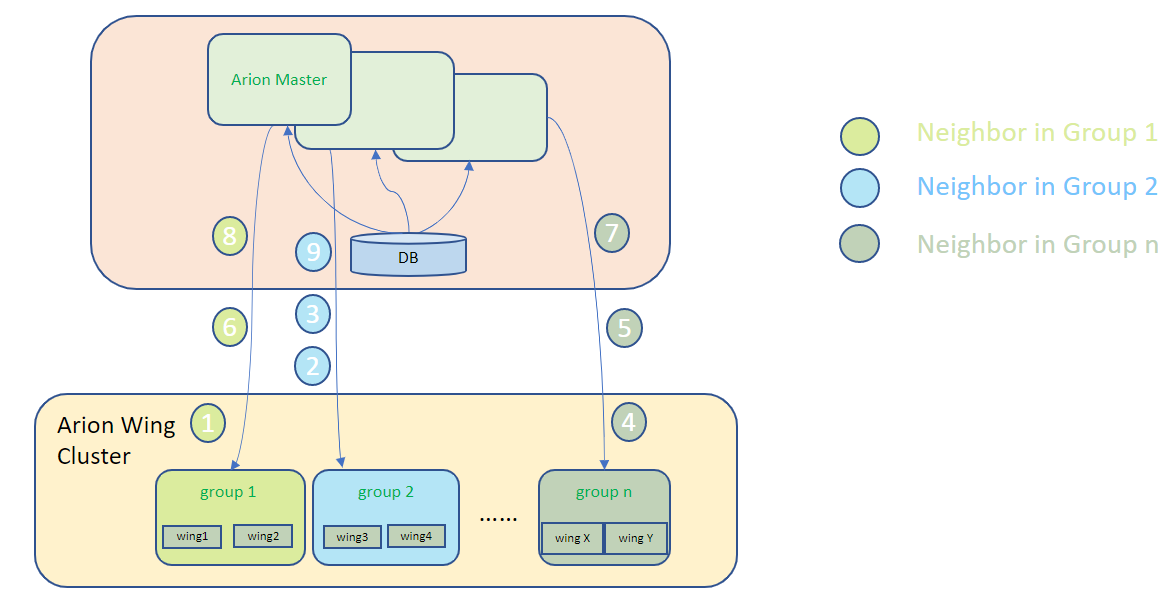 Arion Master
Neighbor in Group 1
Neighbor in Group 2
8
7
Neighbor in Group n
9
DB
3
6
5
2
1
4
Arion Wing
Cluster
group 1
group 2
group n
......
wing1
wing2
wing3
wing4
wing X
wing Y